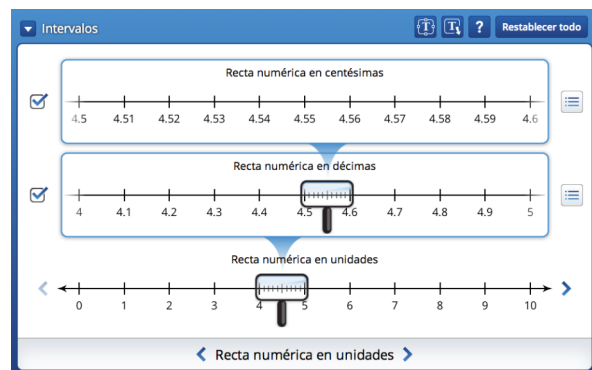 Intervalos
T
T
?
Restablecer todo
Recta numérica en centésimas
4.5 4.51 4.52 4.53 4.54 4.55 4.56 4.57 4.58 4.59 4.6
Recta numérica en décimas
4 4.1 4.2 4.3 4.4 4.5 4.6 4.7 4.8 4.9 5
Recta numérica en unidades
0 1 2 3 4 5 6 7 8 9 10
Recta numérica en unidades